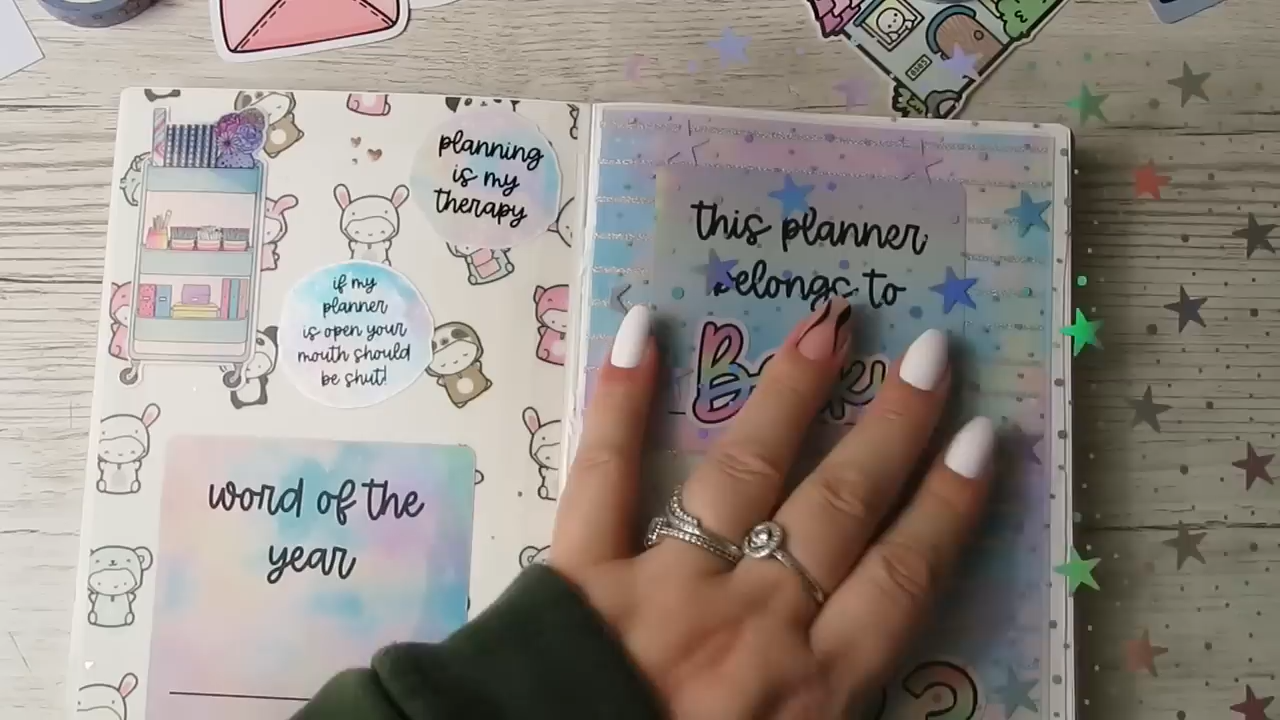 planning
is my
therapy
if my
planner
is open your
mouth should
be shut!
word of the
year
this planner
belongs to
?